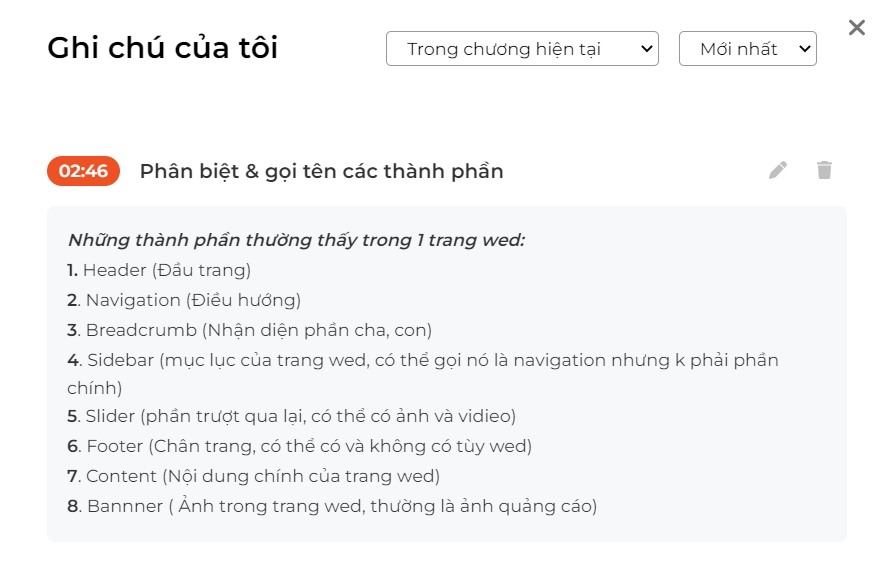 Ghi chú của tôi
Trong chương hiện tại
Mới nhất
02:46 Phân biệt & gọi tên các thành phần
Những thành phần thường thấy trong 1 trang wed:
1. Header (Đầu trang)
2. Navigation (Điều hướng)
3. Breadcrumb (Nhận diện phần cha, con)
4. Sidebar (mục lục của trang wed, có thể gọi nó là navigation nhưng k phải phần
chính)
5. Slider (phần trượt qua lại, có thể có ảnh và vidieo)
6. Footer (Chân trang, có thể có và không có tùy wed)
7. Content (Nội dung chính của trang wed)
8. Bannner ( Ảnh trong trang wed, thường là ảnh quảng cáo)